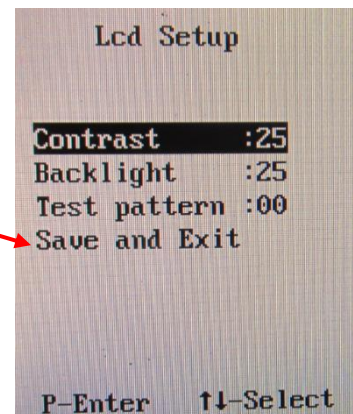 Lcd Setup
Contrast :25
Backlight :25
Test pattern :00
Save and Exit
P-Enter ↑↓-Select